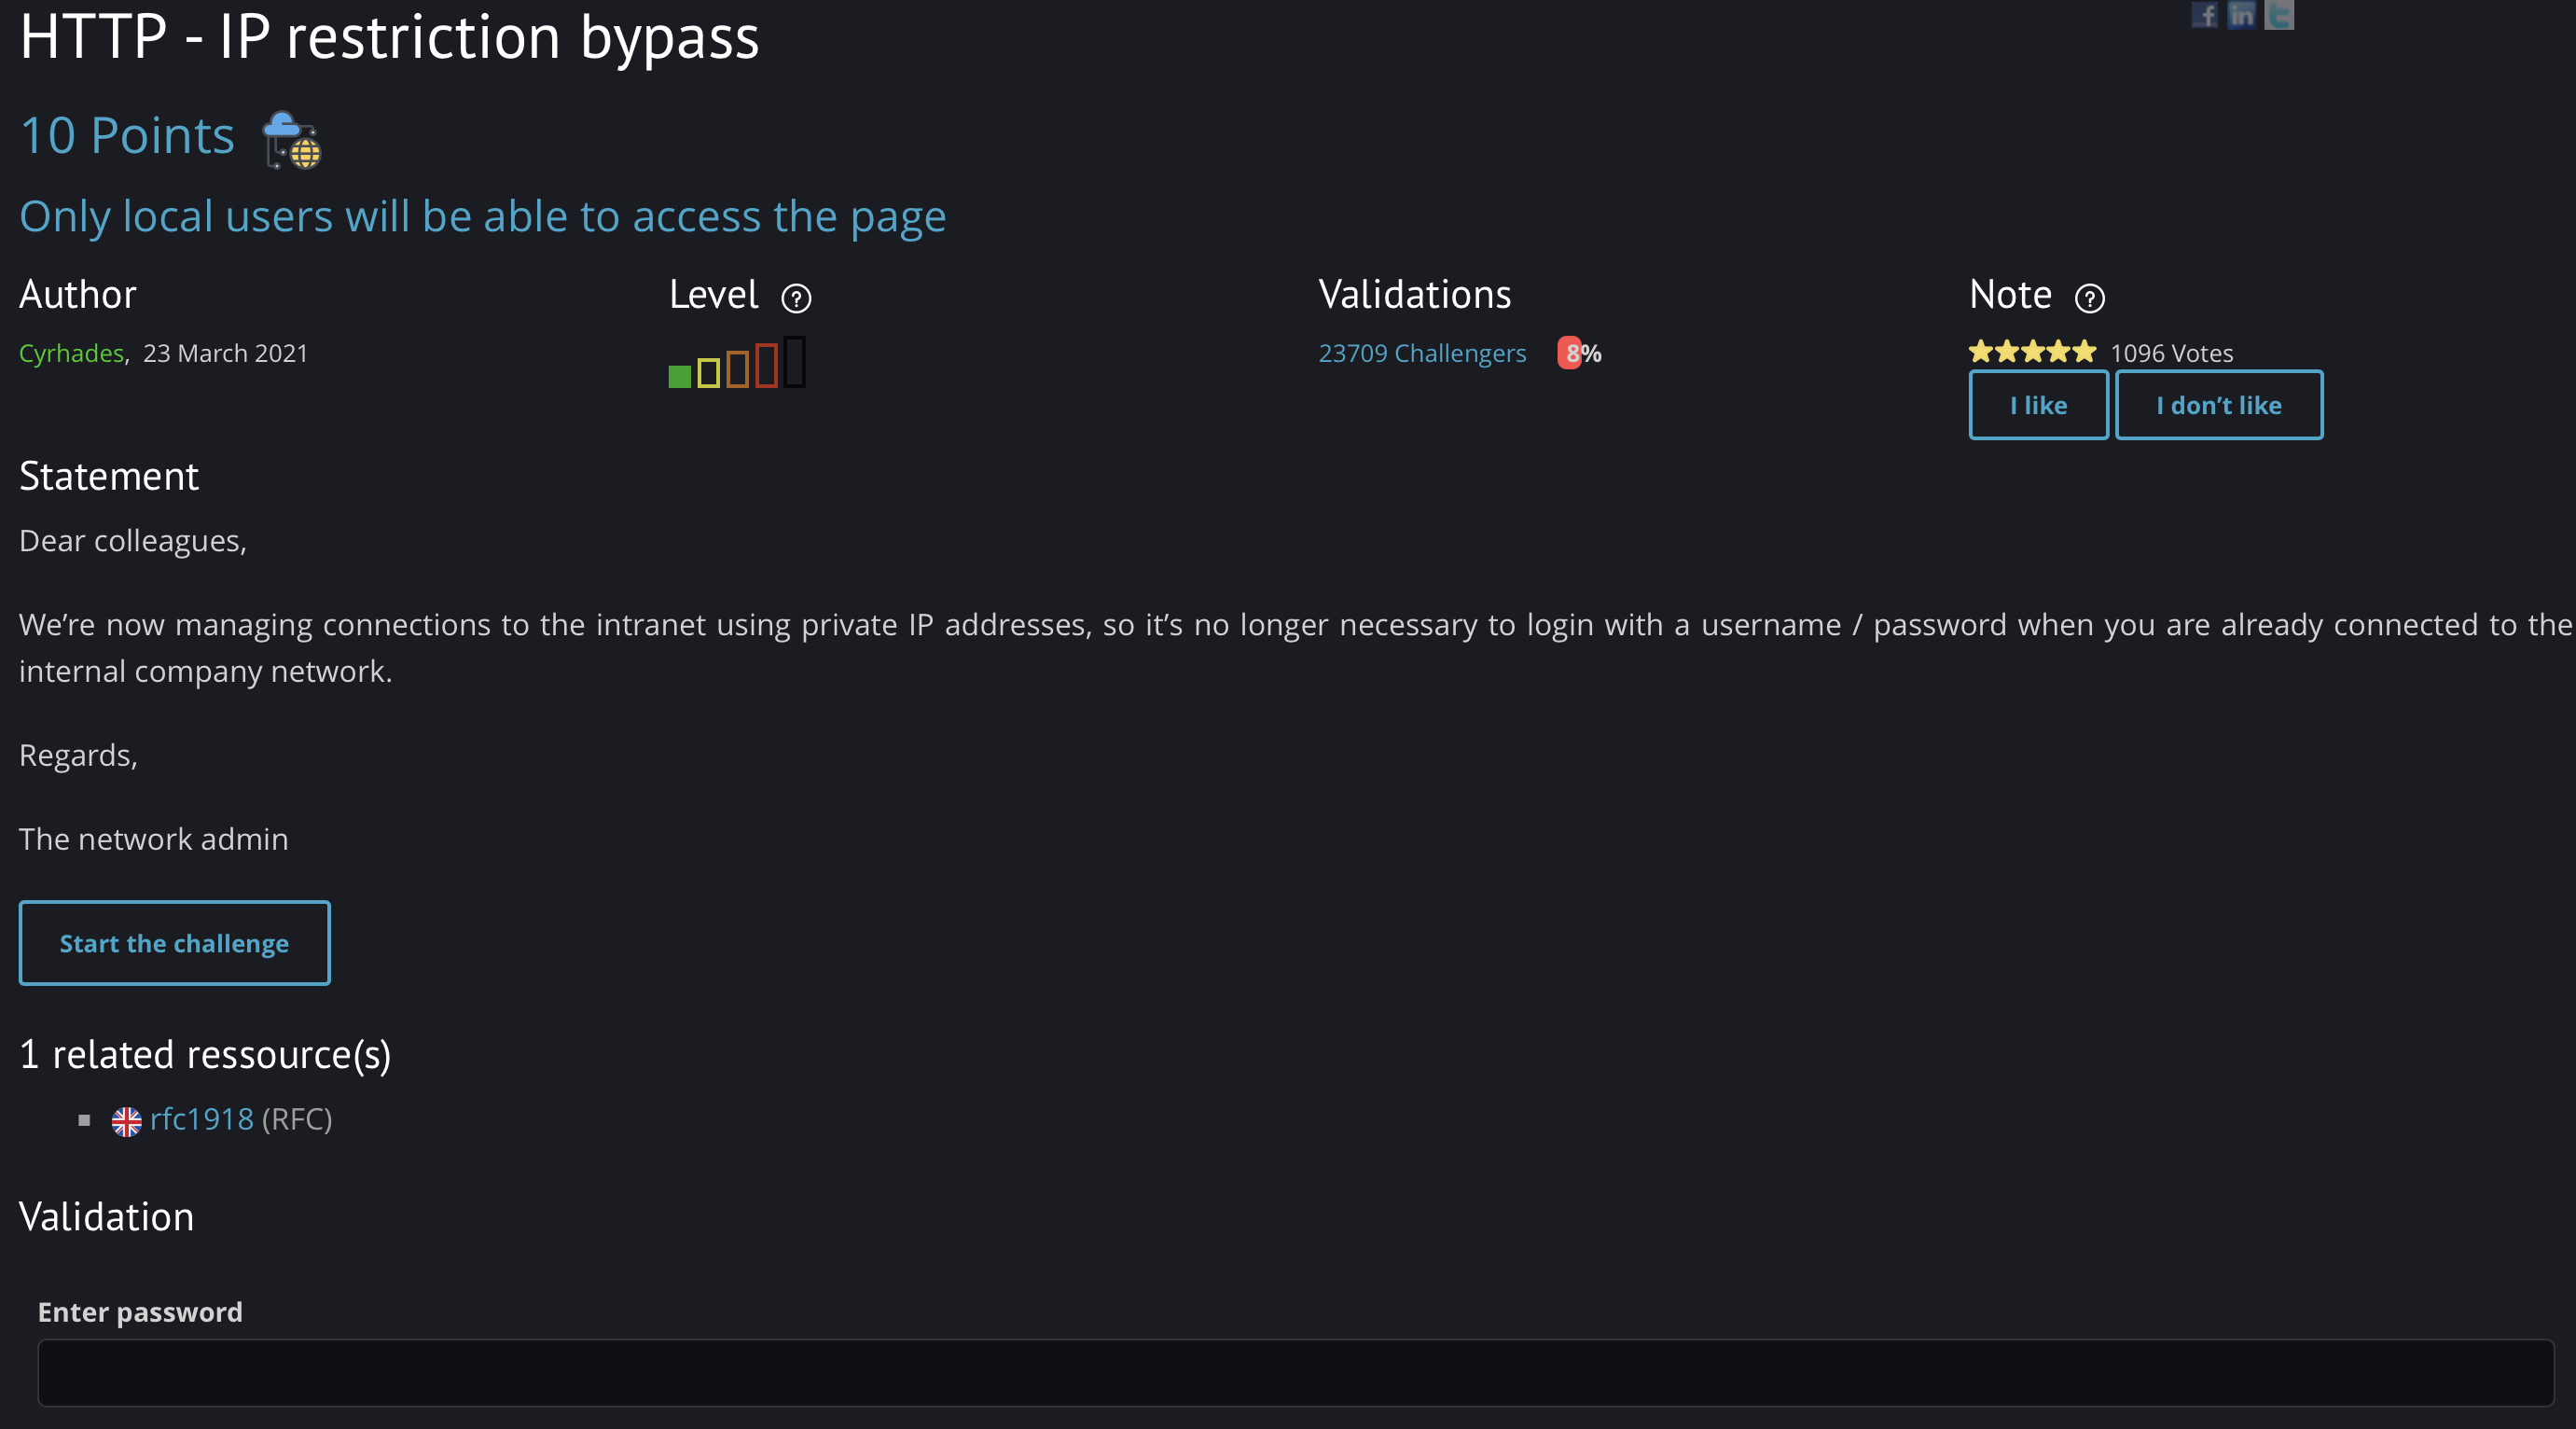 HTTP - IP restriction bypass
10 Points
Only local users will be able to access the page
Author
Level ?
Validations
Note ?
Cyrhades, 23 March 2021
23709 Challengers 8%
1096 Votes
I like
I don’t like
Statement
Dear colleagues,
We’re now managing connections to the intranet using private IP addresses, so it’s no longer necessary to login with a username / password when you are already connected to the
internal company network.
Regards,
The network admin
Start the challenge
1 related ressource(s)
rfc1918 (RFC)
Validation
Enter password